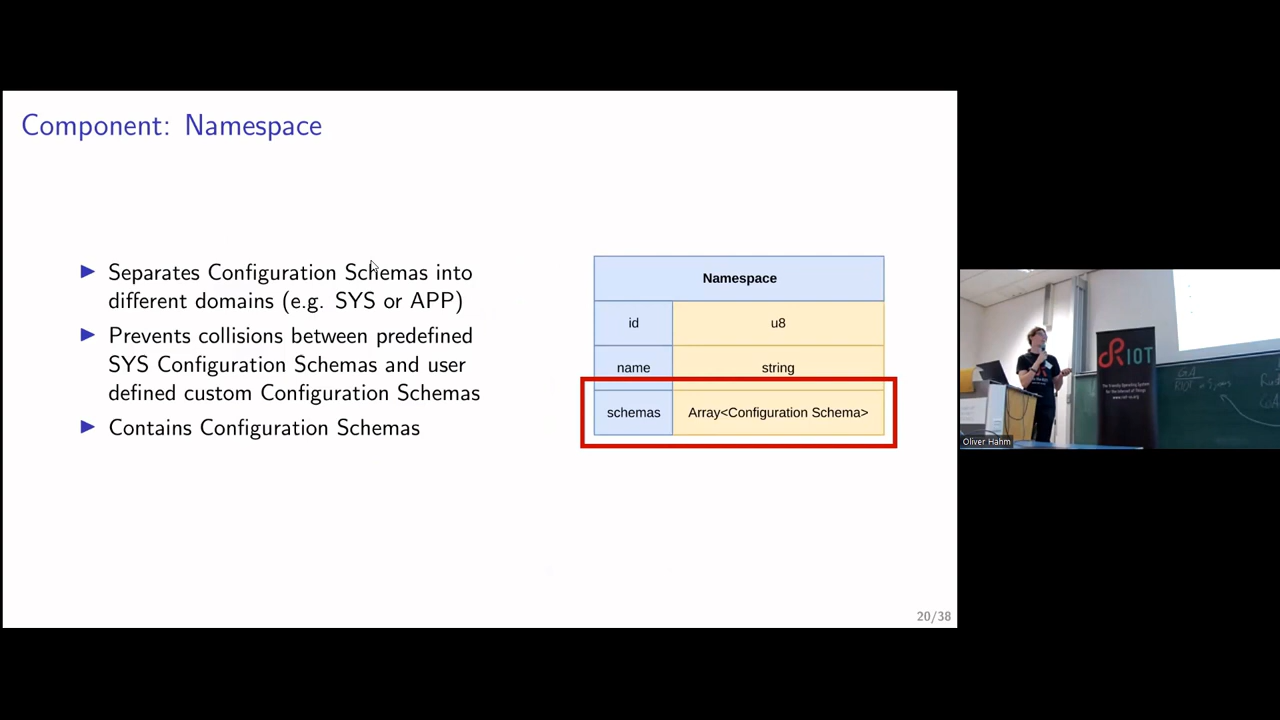 Component: Namespace
Separates Configuration Schemas into
different domains (e.g. SYS or APP)
Prevents collisions between predefined
SYS Configuration Schemas and user
defined custom Configuration Schemas
Contains Configuration Schemas
Namespace
id
u8
name
string
schemas
Array<Configuration Schema>
20/38
Oliver Hahm
RIOT